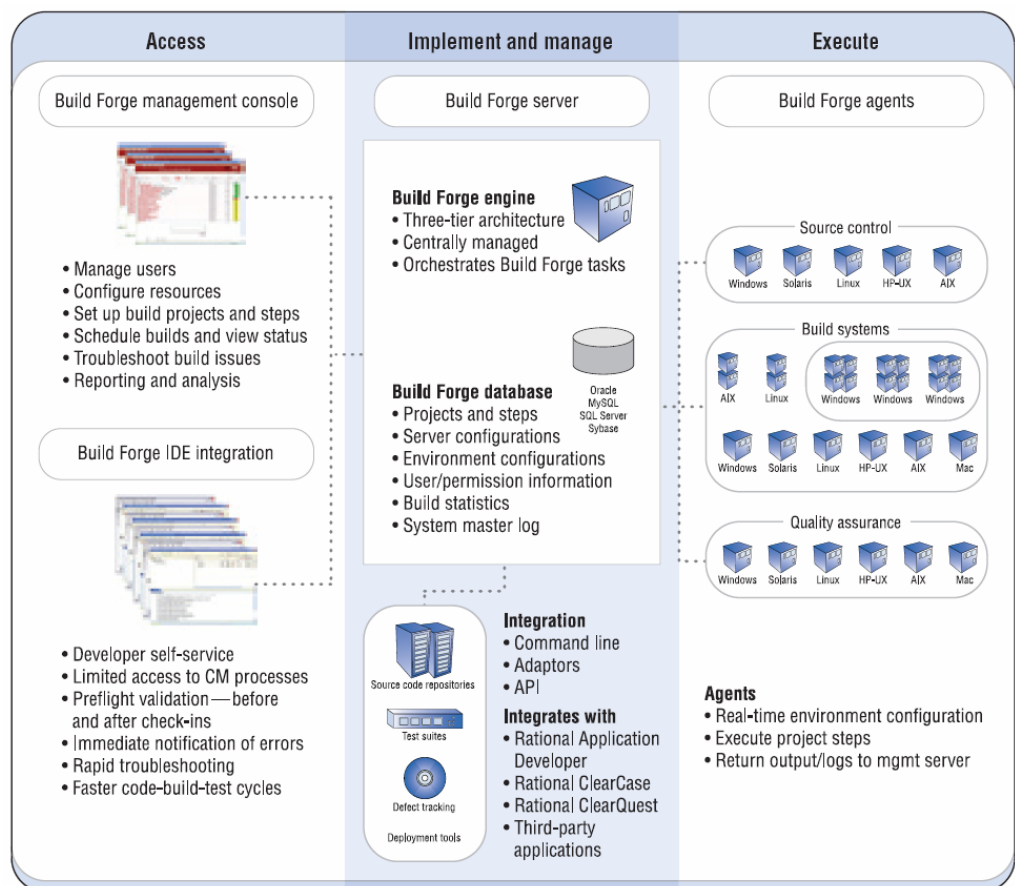 Access
Implement and manage
Execute
Build Forge management console
• Manage users
• Configure resources
• Set up build projects and steps
• Schedule builds and view status
• Troubleshoot build issues
• Reporting and analysis
Build Forge IDE integration
• Developer self-service
• Limited access to CM processes
• Preflight validation—before
and after check-ins
• Immediate notification of errors
• Rapid troubleshooting
• Faster code-build-test cycles
Build Forge server
Build Forge engine
• Three-tier architecture
• Centrally managed
• Orchestrates Build Forge tasks
Oracle
MySQL
SQL Server
Sybase
Build Forge database
• Projects and steps
• Server configurations
• Environment configurations
• User/permission information
• Build statistics
• System master log
Source code repositories
Test suites
Defect tracking
Deployment tools
Integration
• Command line
• Adaptors
• API
Integrates with
• Rational Application
Developer
• Rational ClearCase
• Rational ClearQuest
• Third-party
applications
Build Forge agents
Source control
Windows Solaris Linux HP-UX AIX
Build systems
AIX Linux Windows Windows Windows
Windows Solaris Linux HP-UX AIX Mac
Quality assurance
Windows Solaris Linux HP-UX AIX Mac
Agents
• Real-time environment configuration
• Execute project steps
• Return output/logs to mgmt server